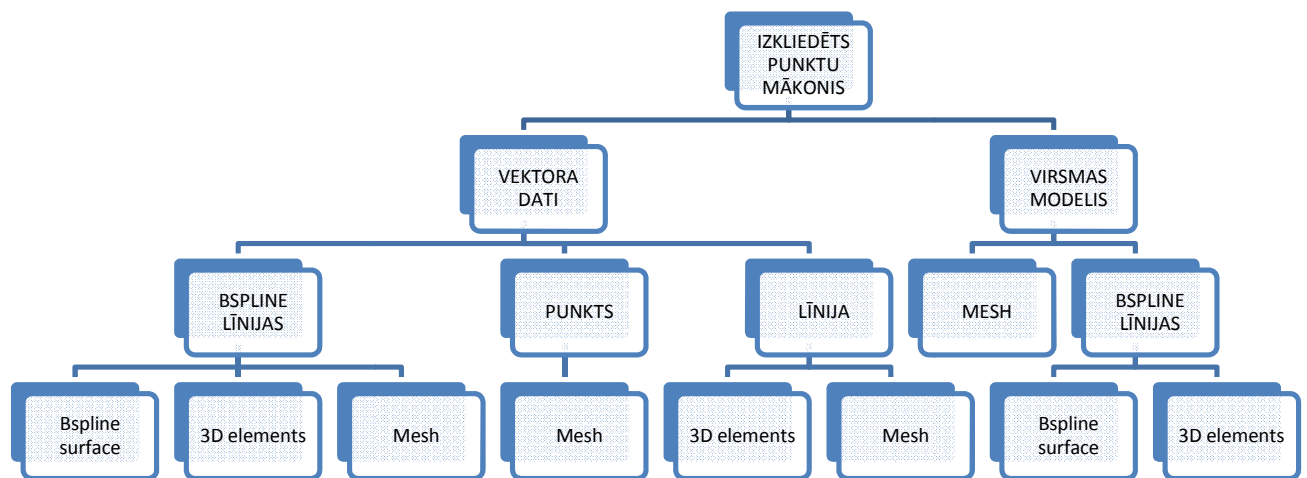 IZKLIEDĒTS
PUNKTU
MĀKONIS
VEKTORA
DATI
VIRSMAS
MODELIS
BSPLINE
LĪNIJAS
PUNKTS
LĪNIJA
MESH
BSPLINE
LĪNIJAS
Bspline
surface
3D elements
Mesh
Mesh
3D elements
Mesh
Bspline
surface
3D elements